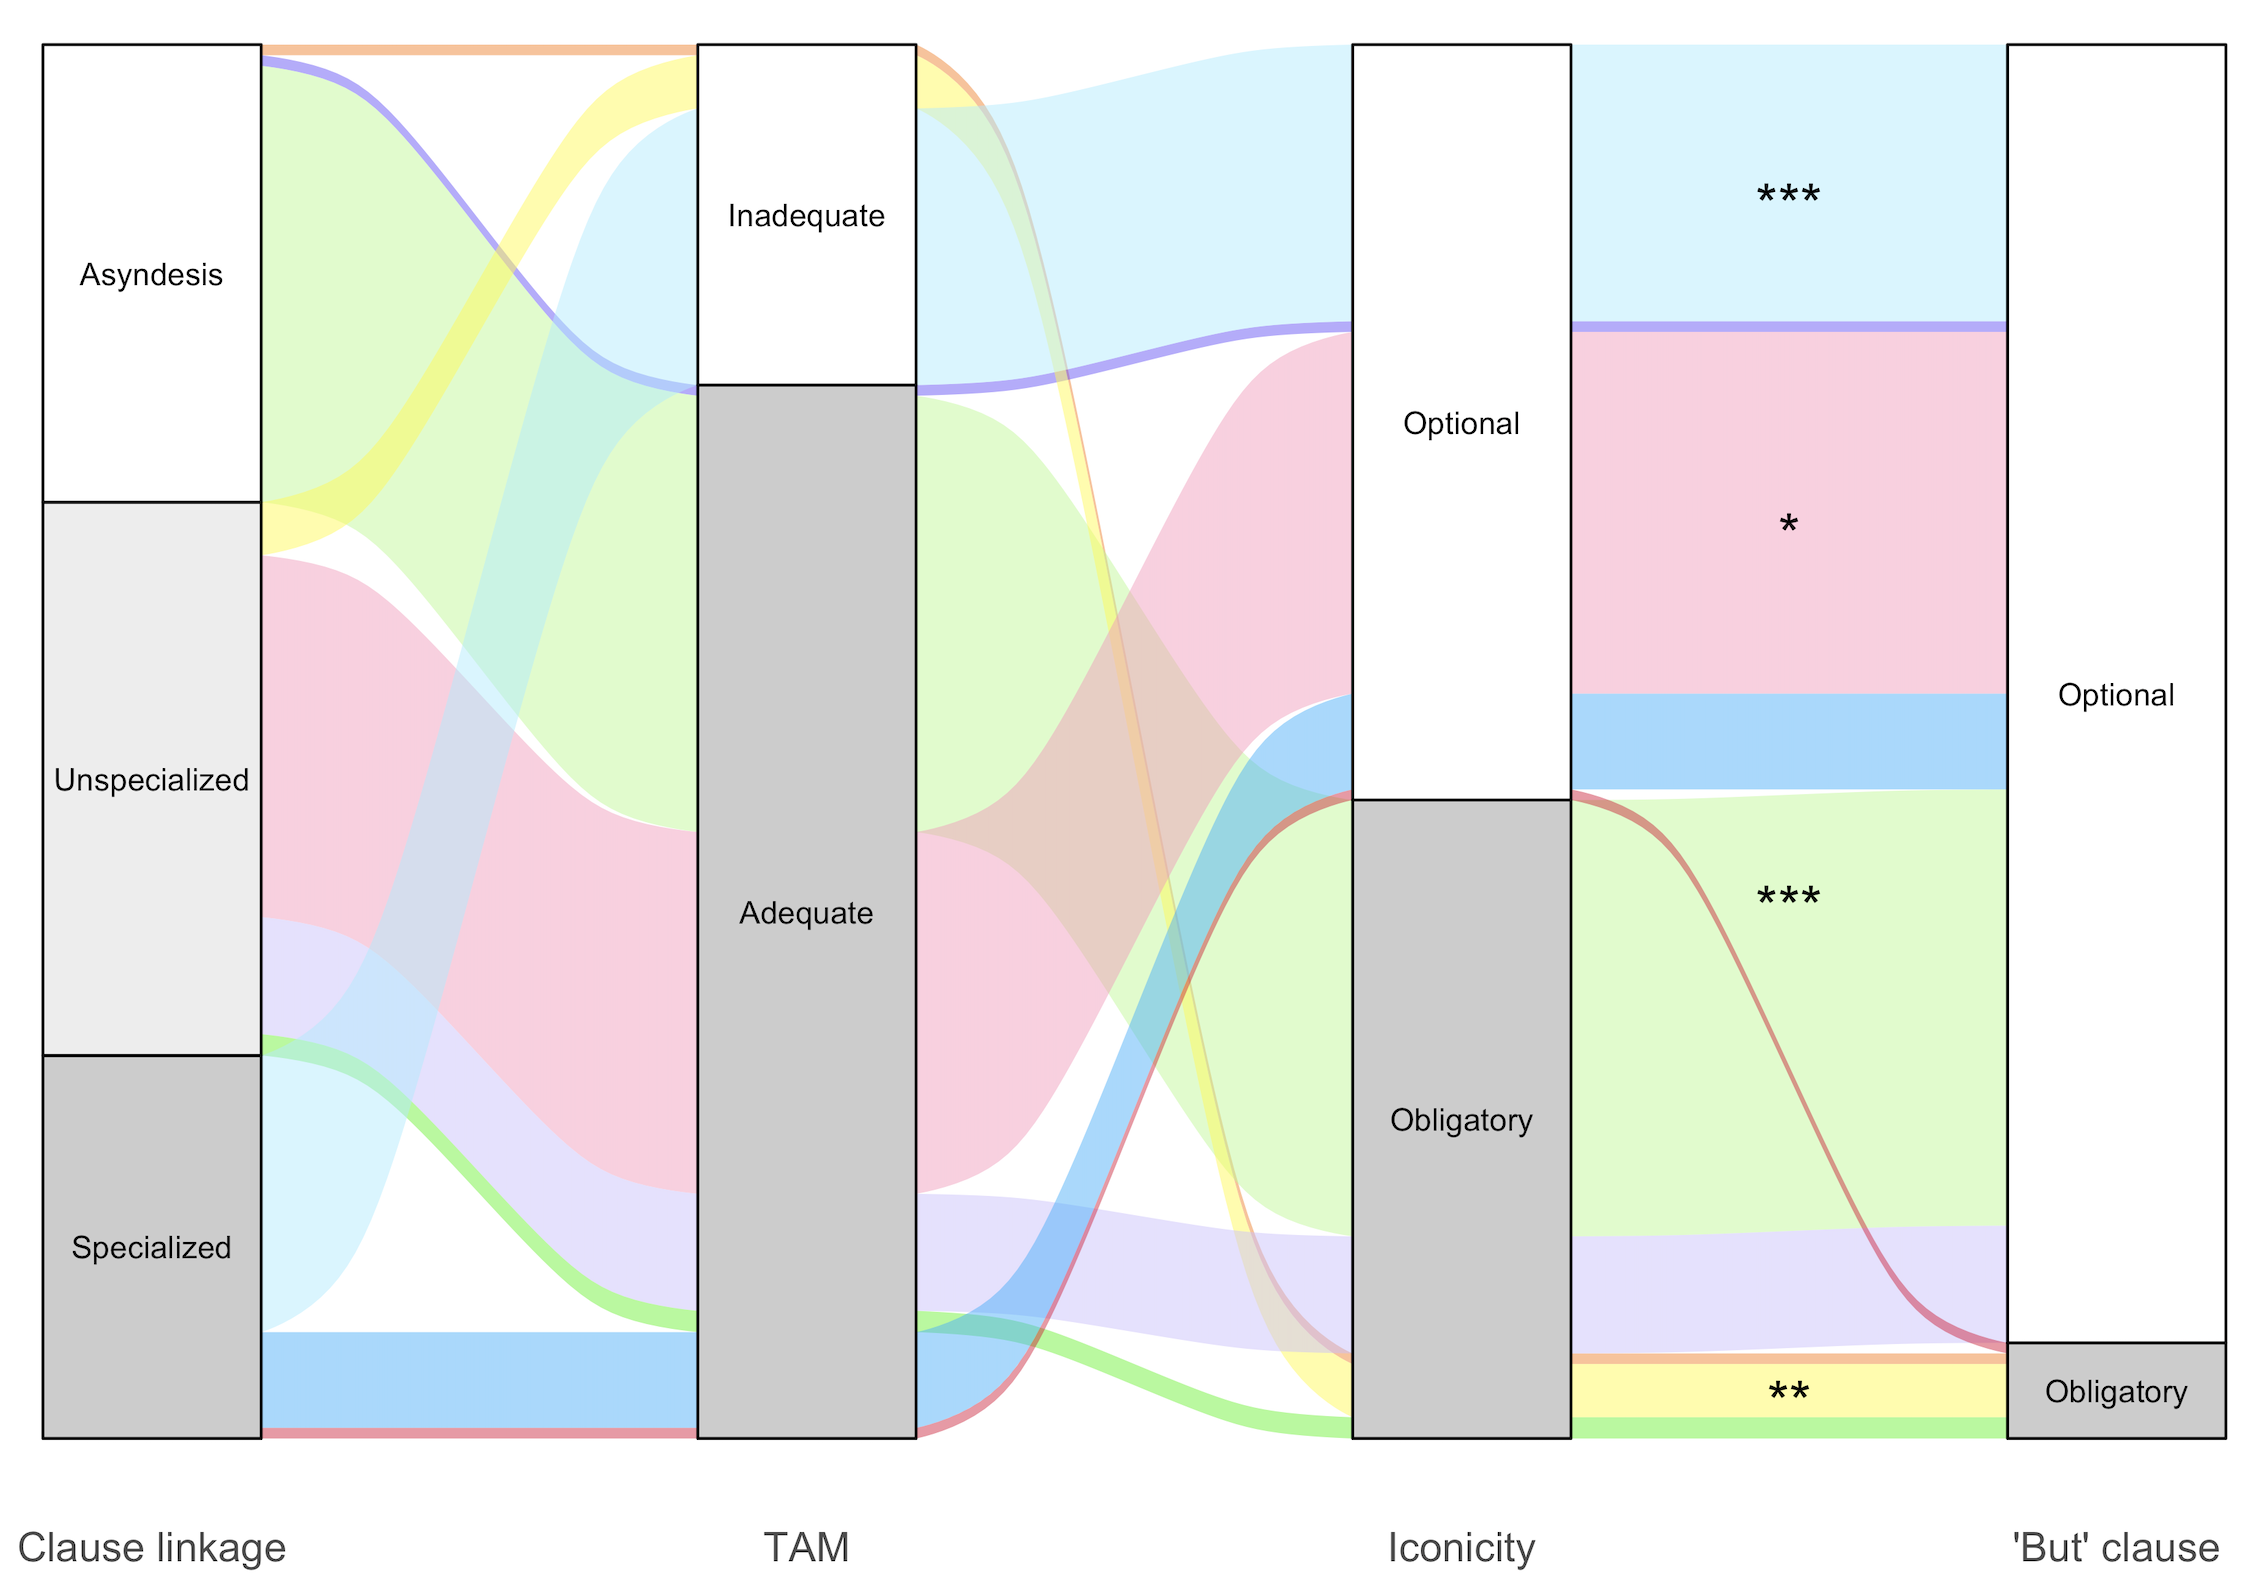 Asyndesis
Unspecialized
Specialized
Inadequate
Adequate
Optional
Obligatory
***
*
***
**
Optional
Obligatory
Clause linkage
TAM
Iconicity
'But' clause